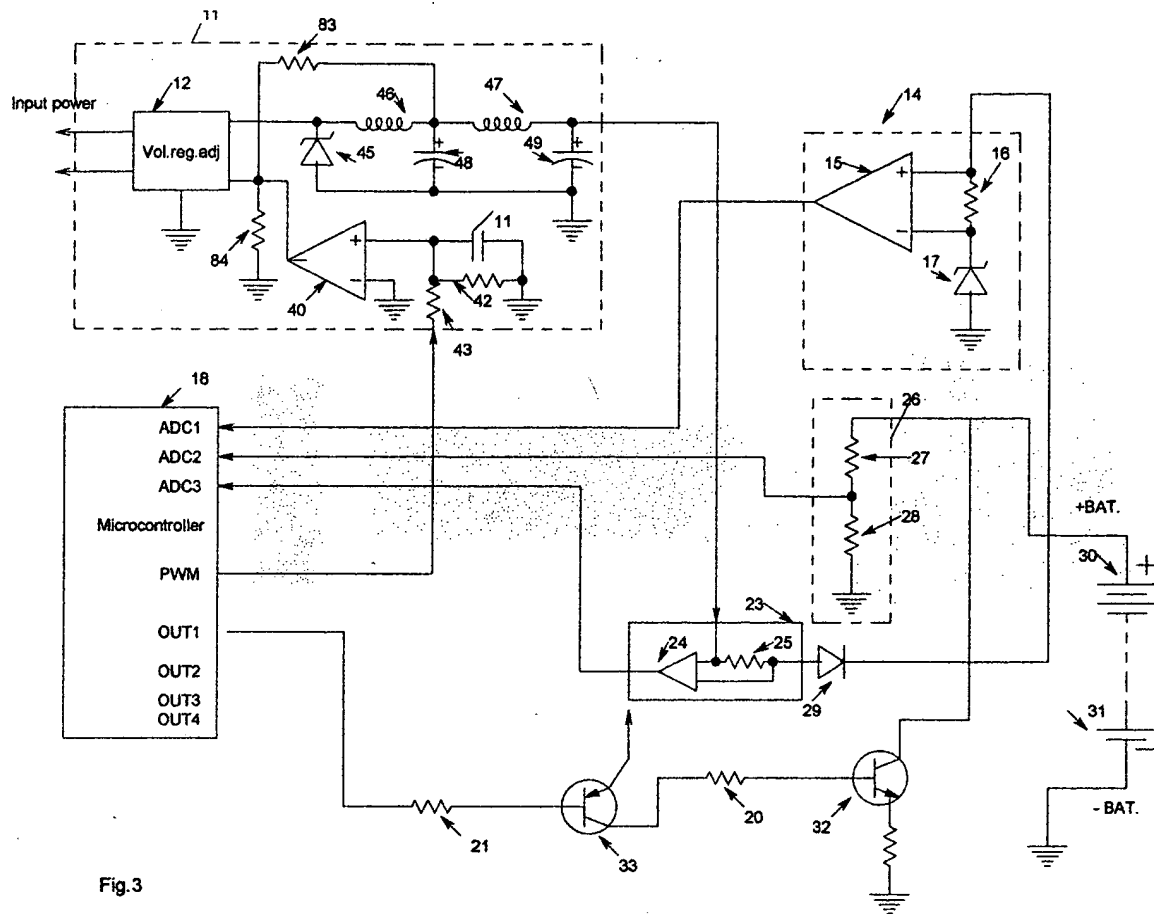 11
83
12
46
47
14
Input power
Vol.reg.adj
+
+
45
48
49
-
-
15
16
+
-
17
11
84
+
-
40
42
43
18
ADC1
ADC2
ADC3
Microcontroller
PWM
OUT1
OUT2
OUT3
OUT4
26
27
28
+BAT.
30
+
23
24
25
29
31
-
- BAT.
20
32
21
33
Fig.3